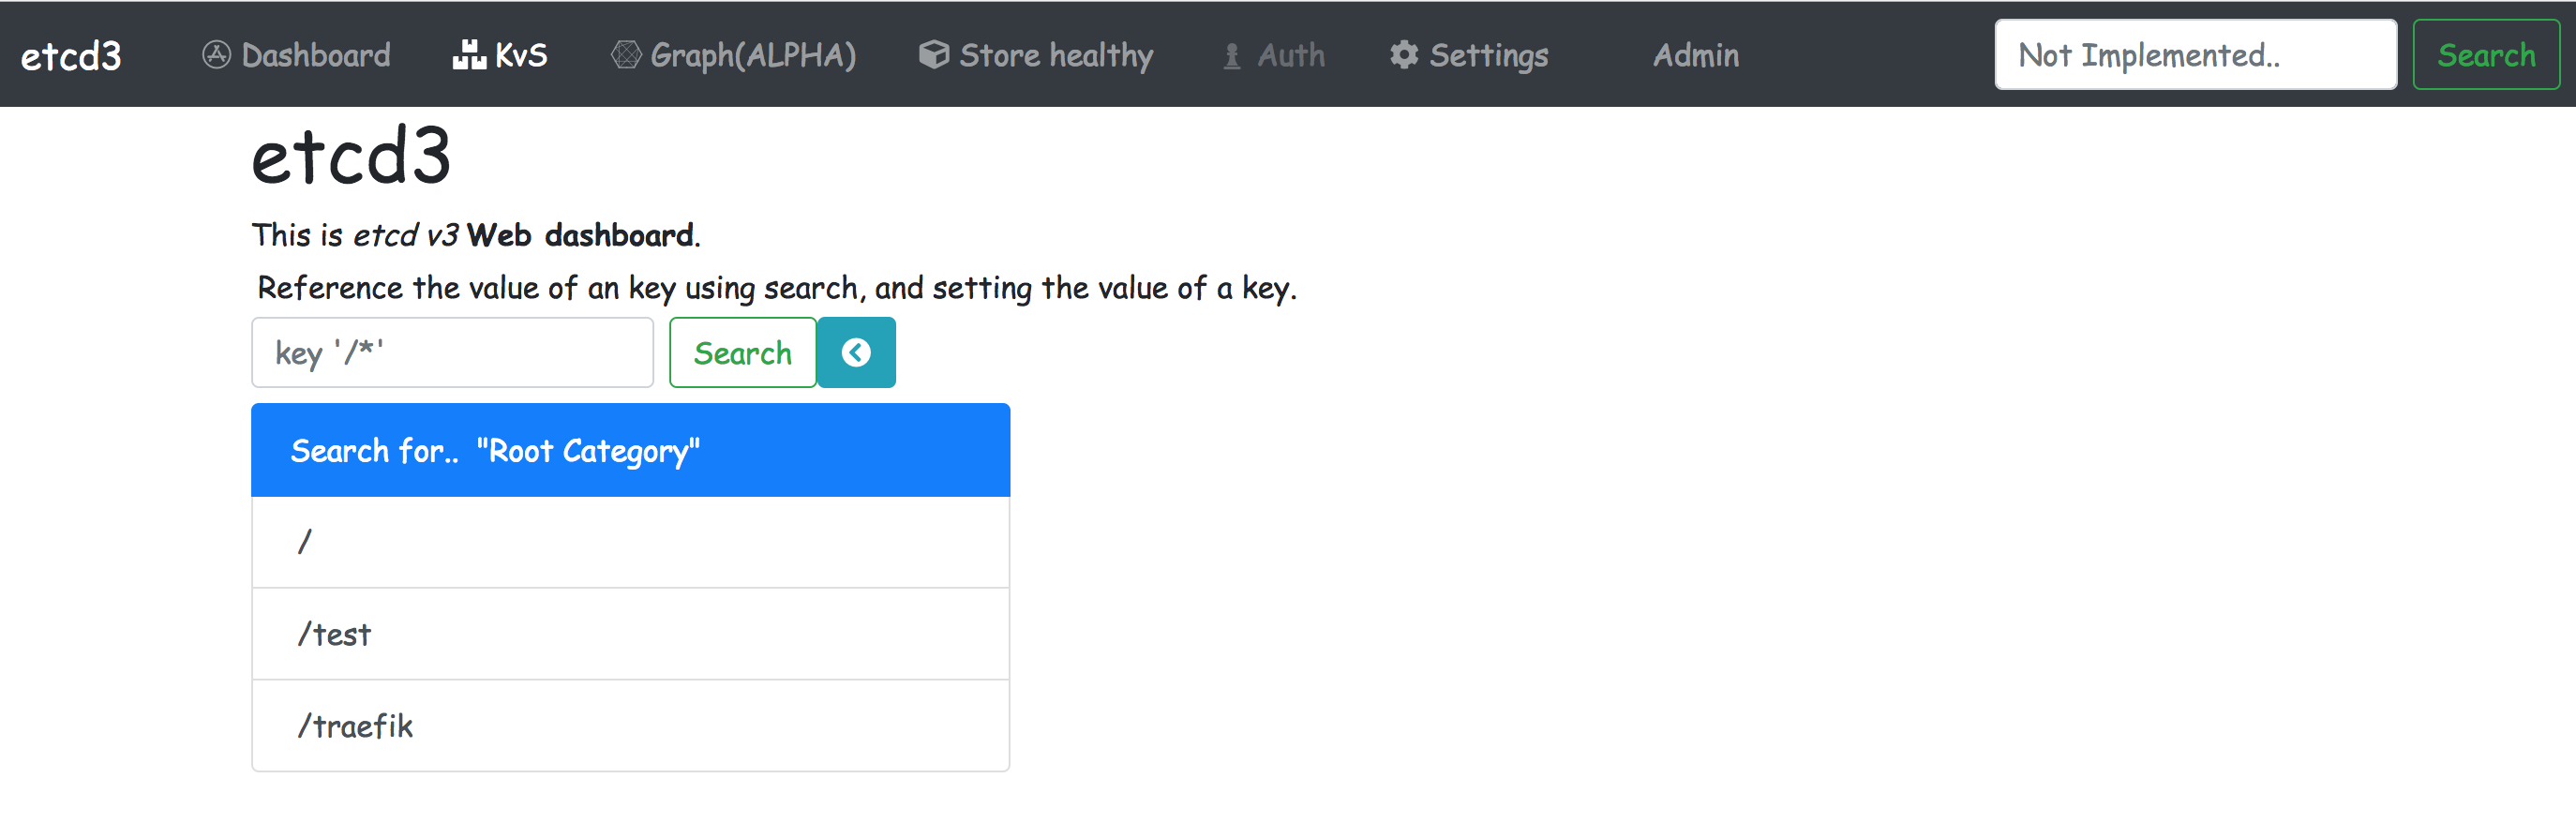 etcd3 Dashboard KvS Graph(ALPHA) Store healthy Auth Settings Admin Not Implemented.. Search
etcd3
This is etcd v3 Web dashboard.
Reference the value of an key using search, and setting the value of a key.
key '/*' Search
Search for.. "Root Category"
/
/test
/traefik